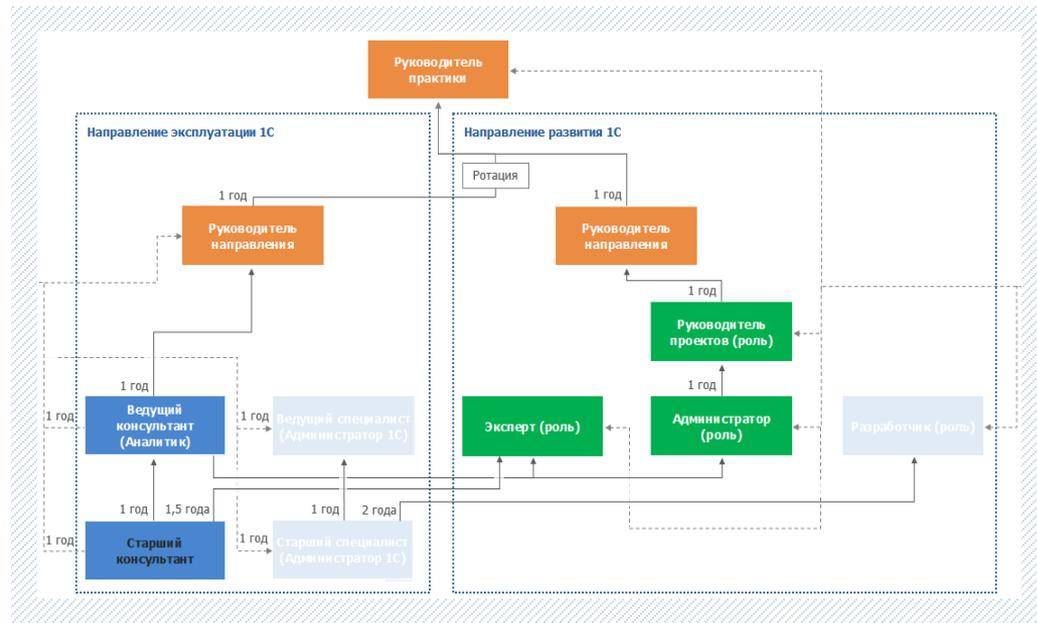 Руководитель
практики
Направление эксплуатации 1С
Направление развития 1С
Ротация
1 год
1 год
Руководитель
направления
Руководитель
направления
1 год
Руководитель
проектов (роль)
1 год
1 год
1 год
Ведущий
консультант
(Аналитик)
1 год
Ведущий специалист
(Администратор 1С)
Эксперт (роль)
Администратор
(роль)
Разработчик (роль)
1 год
1,5 года
1 год
2 года
1 год
Старший
консультант
1 год
Старший специалист
(Администратор 1С)